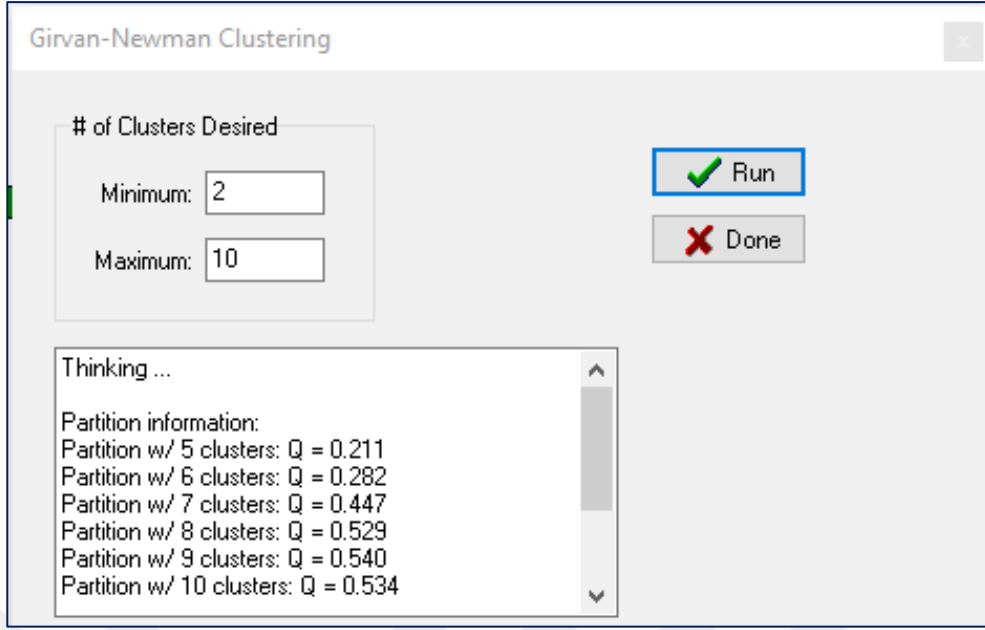 Girvan-Newman Clustering
x
# of Clusters Desired
Minimum: 2
Maximum: 10
Run
Done
Thinking ...
Partition information:
Partition w/ 5 clusters: Q = 0.211
Partition w/ 6 clusters: Q = 0.282
Partition w/ 7 clusters: Q = 0.447
Partition w/ 8 clusters: Q = 0.529
Partition w/ 9 clusters: Q = 0.540
Partition w/ 10 clusters: Q = 0.534